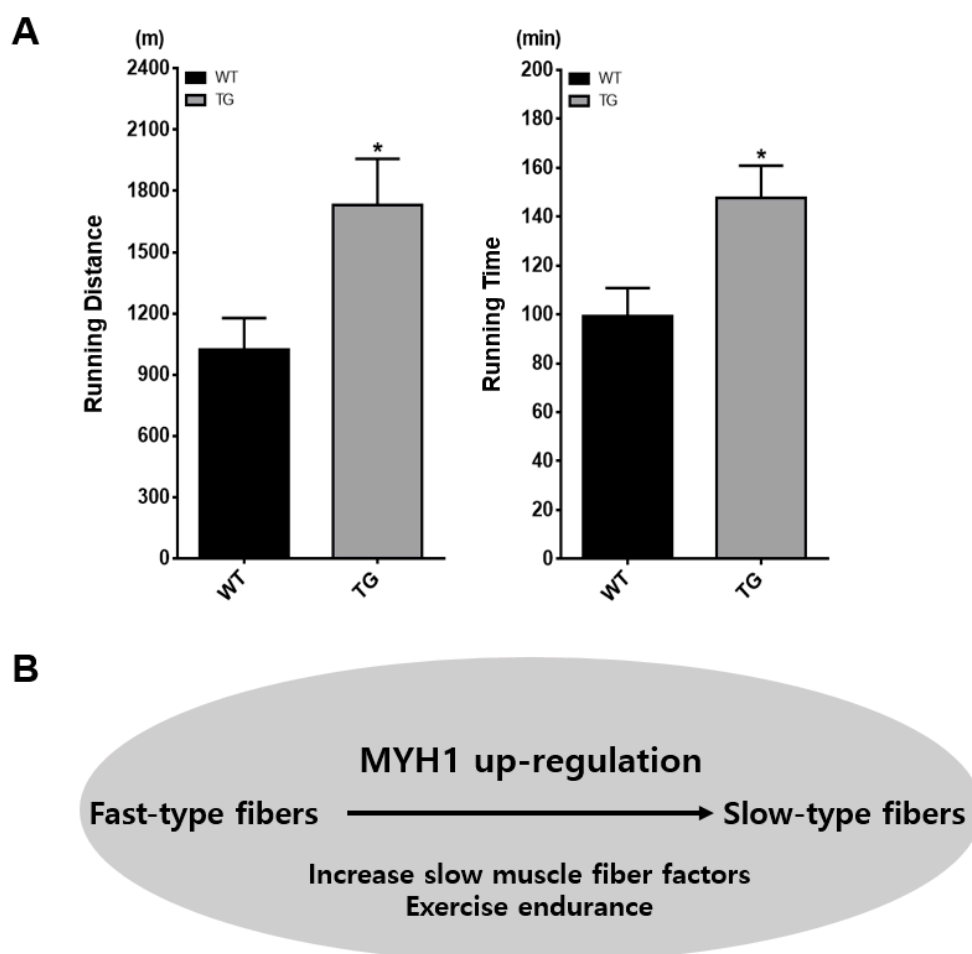 A
(m)
2400
2100
1800
1500
1200
900
600
300
0
Running Distance
WT
TG
*
WT
TG
(min)
200
180
160
140
120
100
80
60
40
20
0
Running Time
WT
TG
*
WT
TG
B
MYH1 up-regulation
Fast-type fibers
Slow-type fibers
Increase slow muscle fiber factors
Exercise endurance